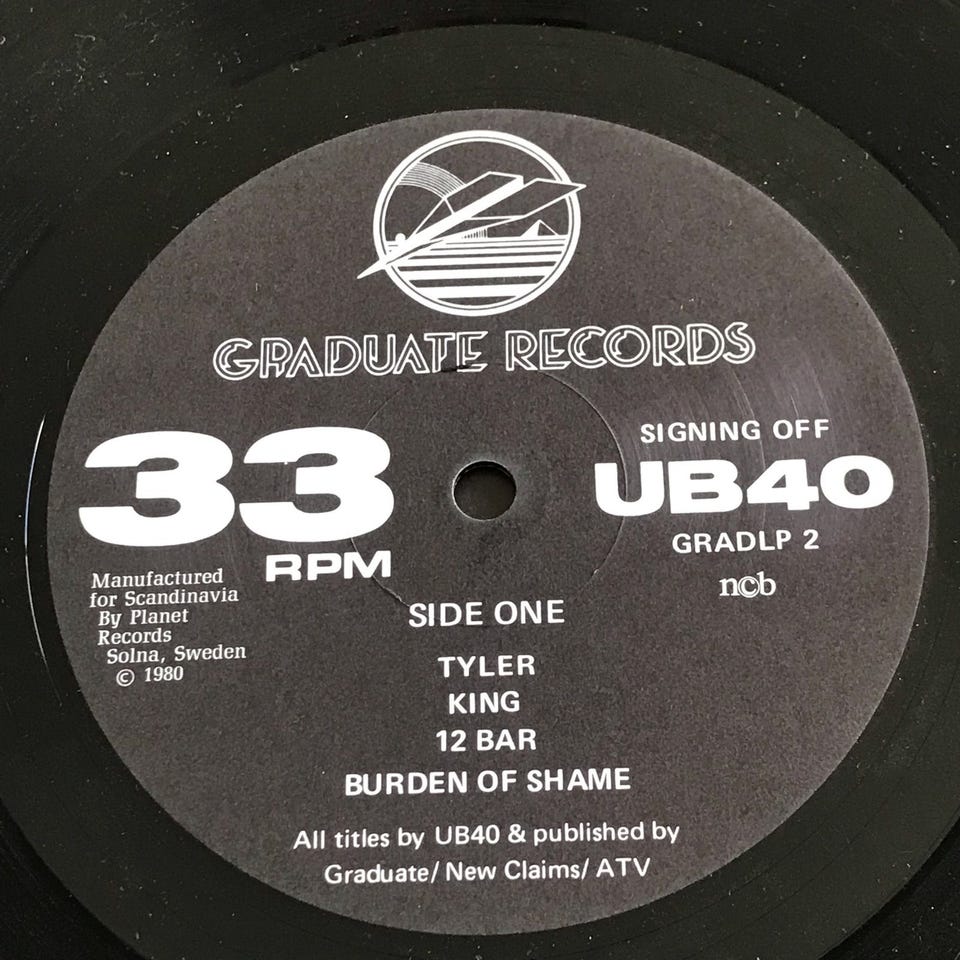 GRADUATE RECORDS
33
RPM
SIGNING OFF
UB40
GRADLP 2
ncb
Manufactured
for Scandinavia
By Planet
Records
Solna, Sweden
© 1980
SIDE ONE
TYLER
KING
12 BAR
BURDEN OF SHAME
All titles by UB40 & published by
Graduate/ New Claims/ ATV